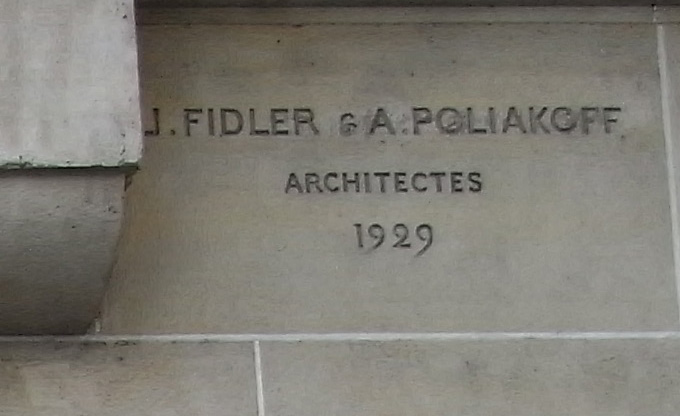 J. FIDLER & A. POLIAKOFF
ARCHITECTES
1929